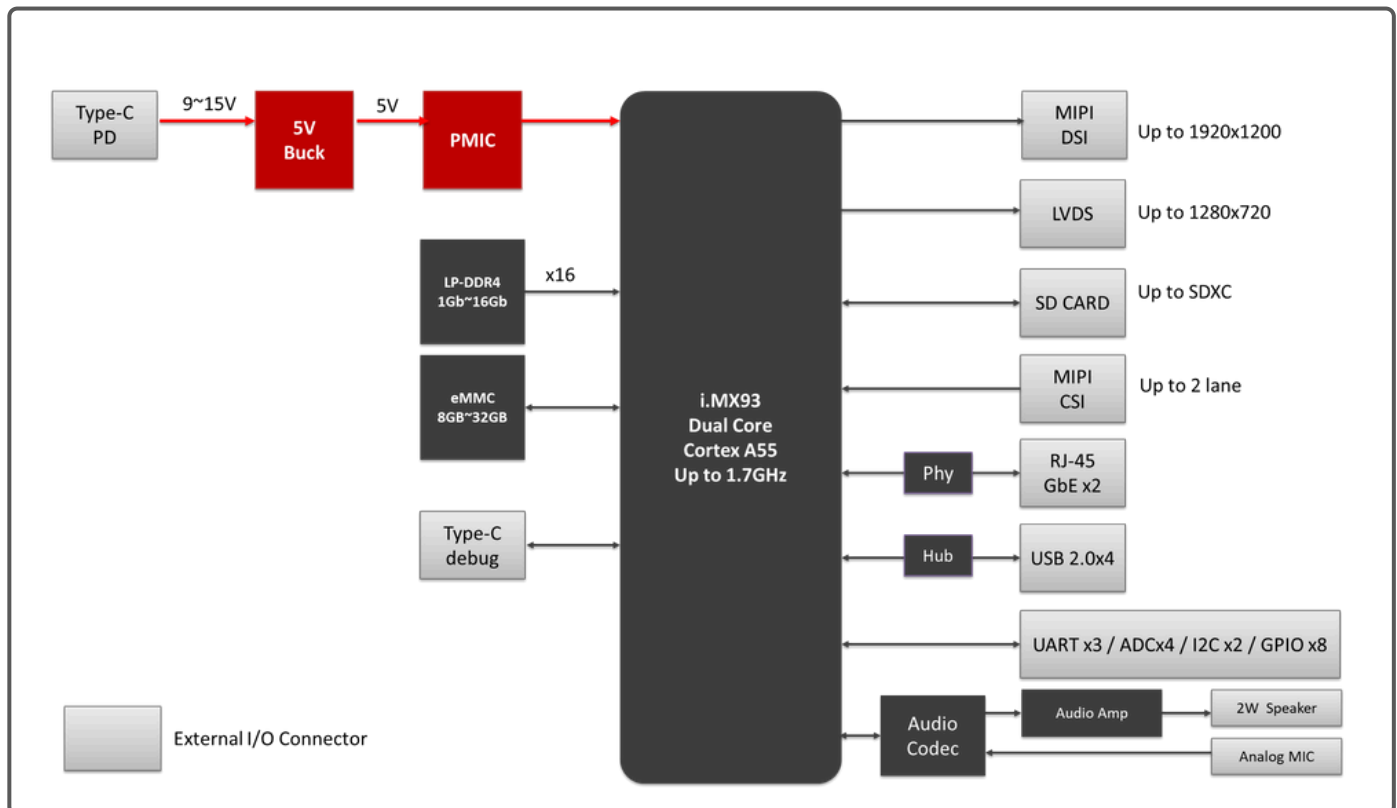 Type-C
PD
9~15V
5V
Buck
5V
PMIC
LP-DDR4
1Gb~16Gb
x16
eMMC
8GB~32GB
Type-C
debug
External I/O Connector
i.MX93
Dual Core
Cortex A55
Up to 1.7GHz
MIPI
DSI
Up to 1920x1200
LVDS
Up to 1280x720
SD CARD
Up to SDXC
MIPI
CSI
Up to 2 lane
Phy
RJ-45
GbE x2
Hub
USB 2.0x4
UART x3 / ADCx4 / I2C x2 / GPIO x8
Audio
Codec
Audio Amp
2W Speaker
Analog MIC